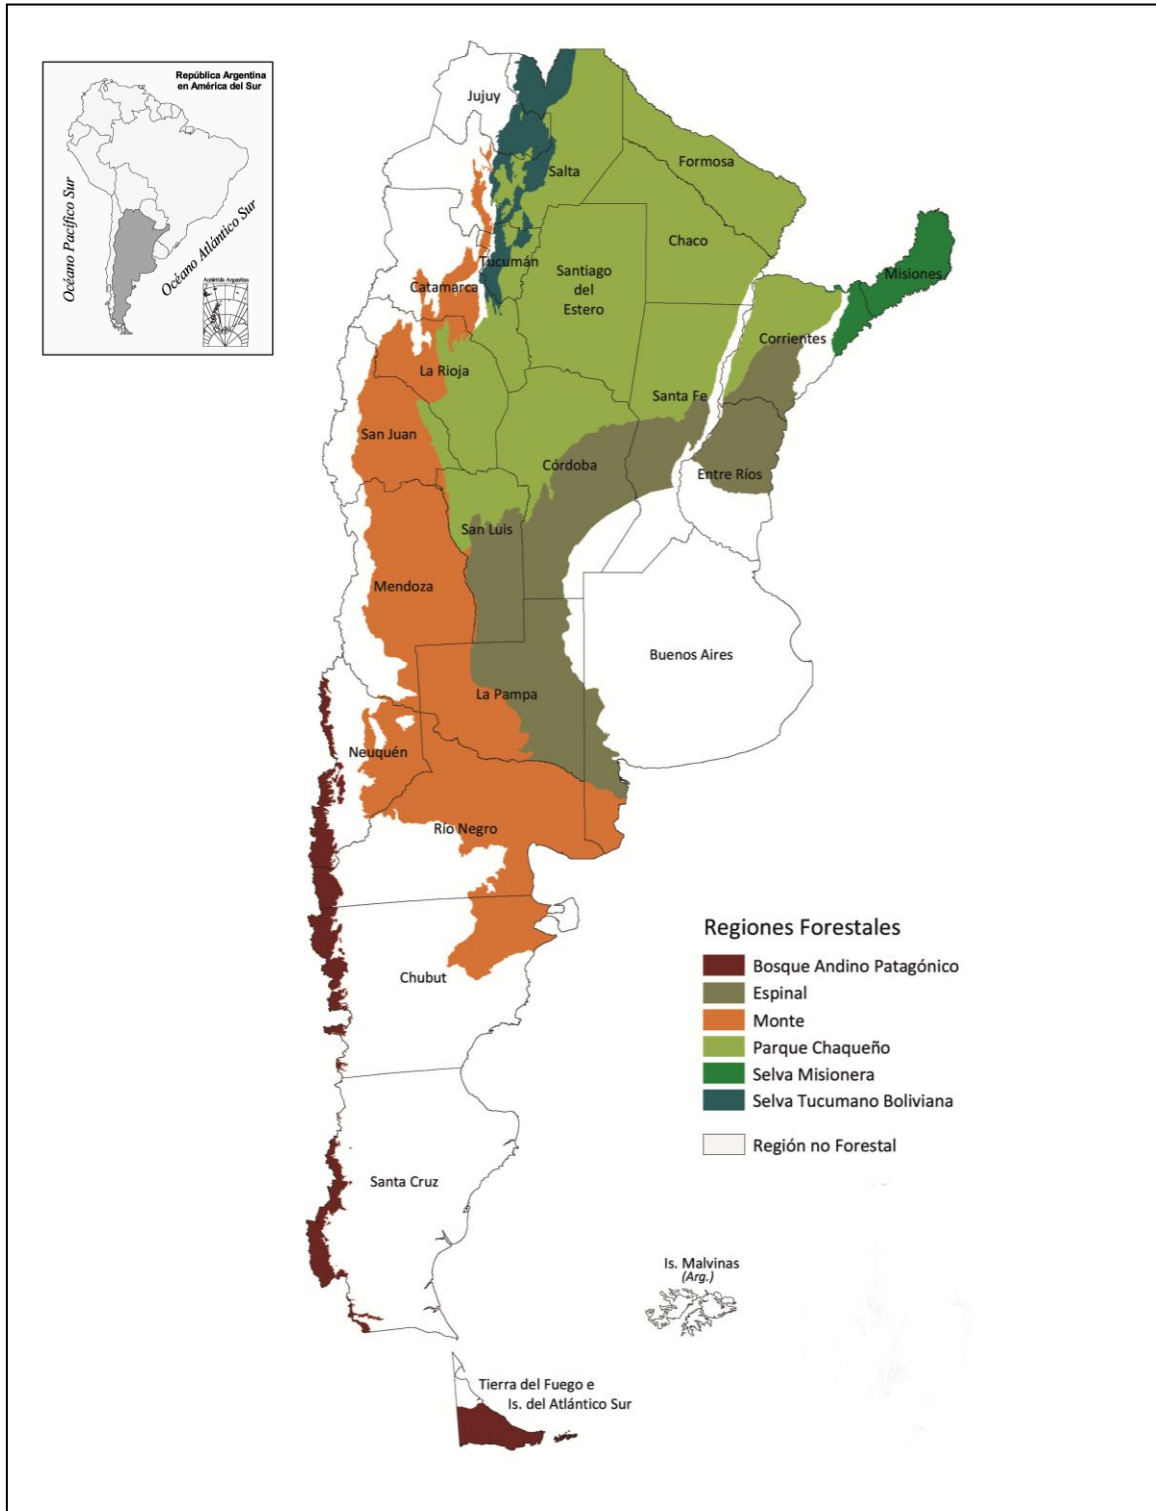 República Argentina
en América del Sur
Océano Pacífico Sur
Océano Atlántico Sur
Antártida Argentina
Jujuy
Formosa
Salta
Chaco
Misiones
Tucumán
Santiago
del
Estero
Catamarca
Corrientes
La Rioja
Santa Fe
San Juan
Córdoba
Entre Ríos
San Luis
Mendoza
Buenos Aires
La Pampa
Neuquén
Río Negro
Chubut
Santa Cruz
Regiones Forestales
Bosque Andino Patagónico
Espinal
Monte
Parque Chaqueño
Selva Misionera
Selva Tucumano Boliviana
Región no Forestal
Is. Malvinas
(Arg.)
Tierra del Fuego e
Is. del Atlántico Sur